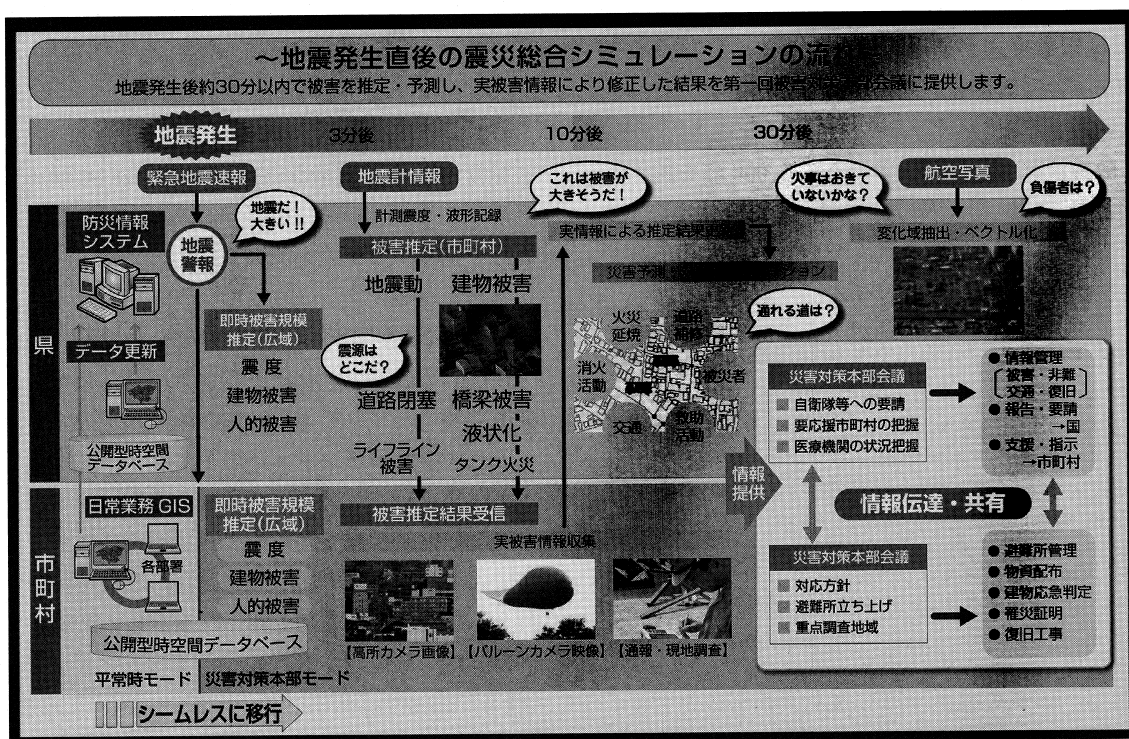 ～地震発生直後の震災総合シミュレーションの流
地震発生後約30分以内で被害を推定・予測し、実被害情報により修正した結果を第一回被害対 会議に提供します。
地震発生
3分後
10分後
30分後
緊急地震速報
地震計情報
航空写真
地震だ！
大きい!!
これは被害が
大きそうだ！
火事はおきて
いないかな？
負傷者は？
県
防災情報
システム
地震
警報
データ更新
公開型時空間
データベース
即時被害規模
推定(広域)
震度
建物被害
人的被害
計測震度・波形記録
被害推定(市町村)
地震動
建物被害
震源は
どこだ？
道路閉塞
橋梁被害
液状化
ライフライン
被害
タンク火災
実情報による推定結果
災害予測
ション
通れる道は？
火災
延焼
道路
補修
消火
活動
被災者
交通
救助
活動
変化域抽出・ベクトル化
情報
提供
災害対策本部会議
自衛隊等への要請
要応援市町村の把握
医療機関の状況把握
●情報管理
被害・非難
交通・復旧
●報告・要請
→国
●支援・指示
→市町村
情報伝達・共有
市町村
日常業務GIS
各部署
即時被害規模
推定(広域)
震度
建物被害
人的被害
公開型時空間データベース
被害推定結果受信
実被害情報収集
【高所カメラ画像】
【バルーンカメラ映像】
【通報・現地調査】
災害対策本部会議
対応方針
避難所立ち上げ
重点調査地域
●避難所管理
●物資配布
●建物応急判定
●罹災証明
●復旧工事
平常時モード
災害対策本部モード
シームレスに移行